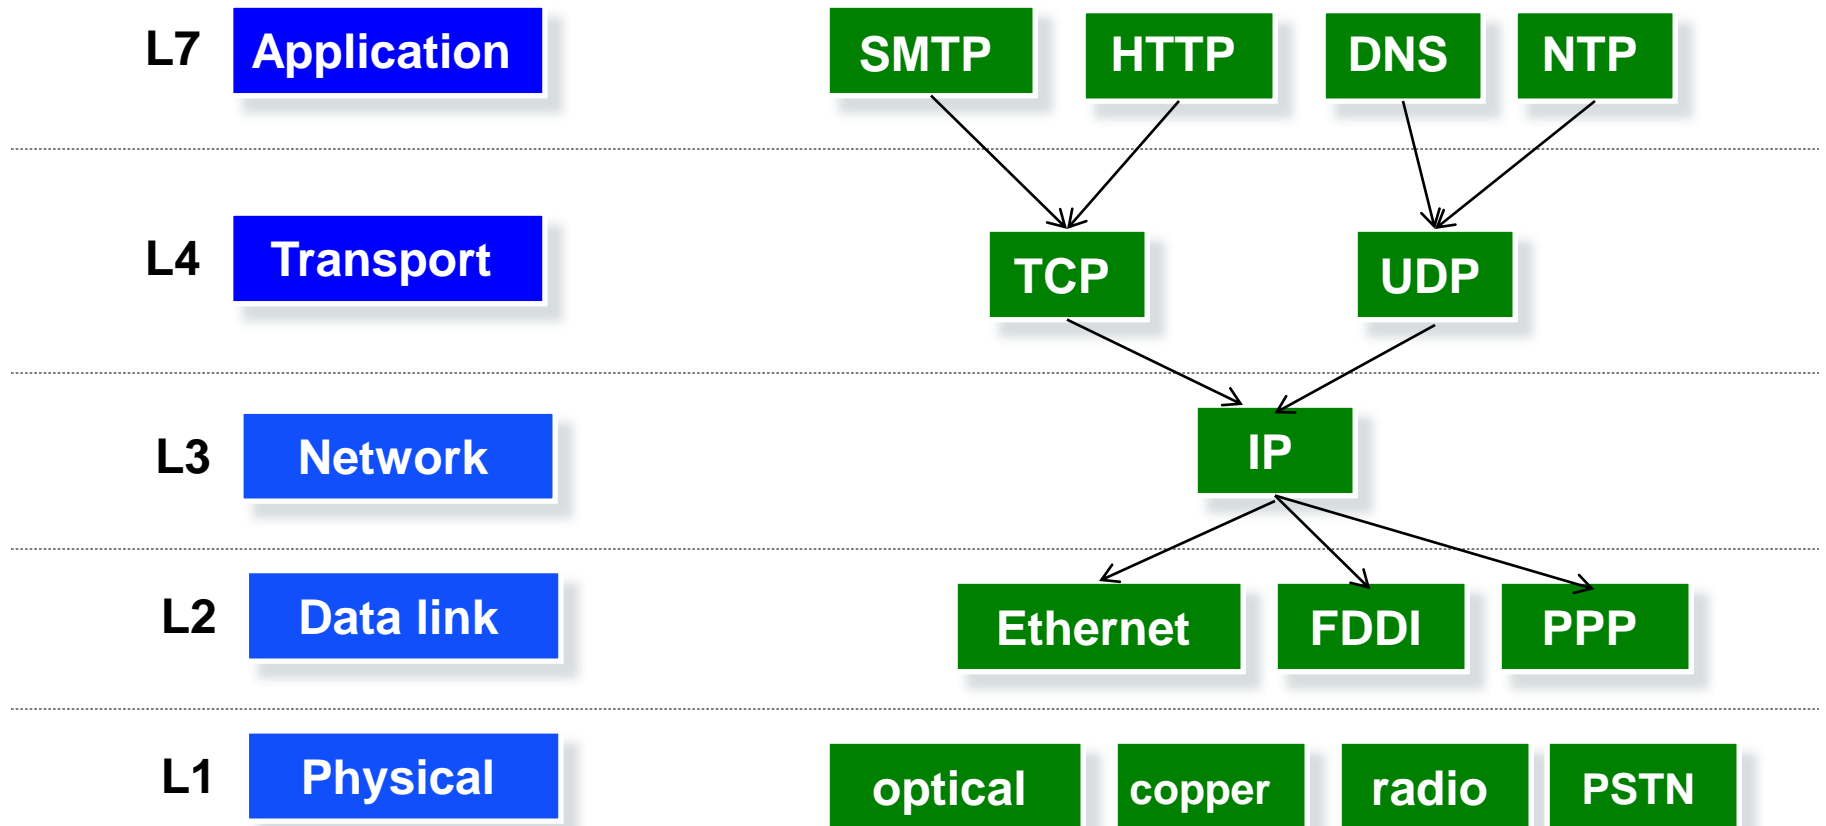 L7 Application SMTP HTTP DNS NTP
L4 Transport TCP UDP
L3 Network IP
L2 Data link Ethernet FDDI PPP
L1 Physical optical copper radio PSTN